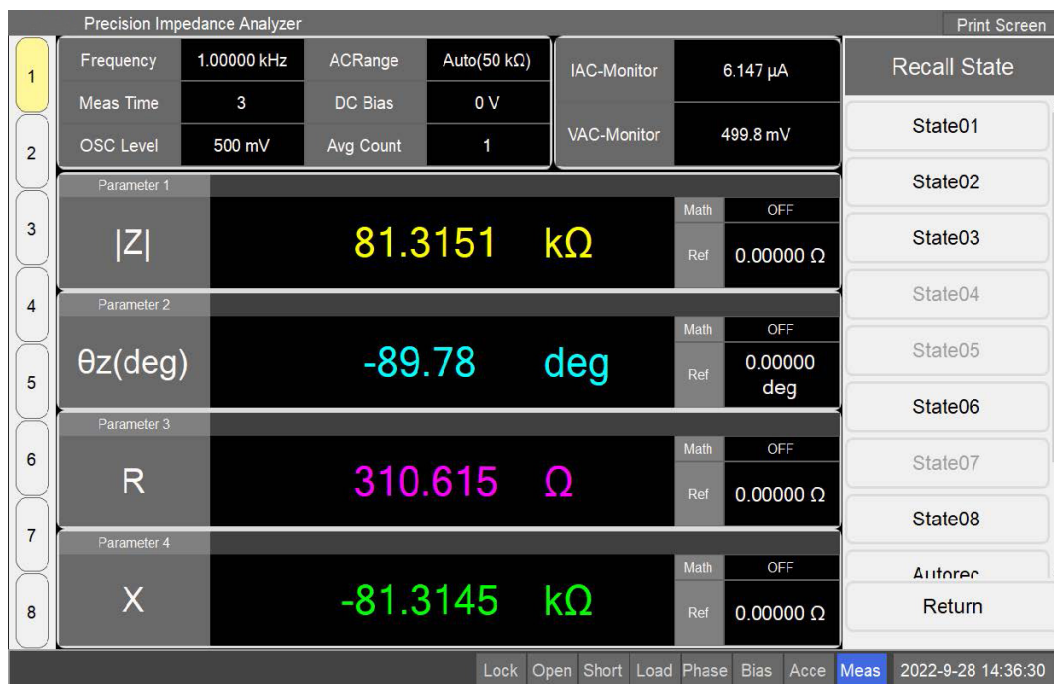 Precision Impedance Analyzer
Print Screen
1
2
3
4
5
6
7
8
Frequency 1.00000 kHz ACRange Auto(50 kΩ)
Meas Time 3 DC Bias 0 V
OSC Level 500 mV Avg Count 1
IAC-Monitor 6.147 µA
VAC-Monitor 499.8 mV
Parameter 1
|Z| 81.3151 kΩ
Math OFF
Ref 0.00000 Ω
Parameter 2
θz(deg) -89.78 deg
Math OFF
Ref 0.00000
deg
Parameter 3
R 310.615 Ω
Math OFF
Ref 0.00000 Ω
Parameter 4
X -81.3145 kΩ
Math OFF
Ref 0.00000 Ω
Recall State
State01
State02
State03
State04
State05
State06
State07
State08
Autorec
Return
Lock Open Short Load Phase Bias Acce Meas 2022-9-28 14:36:30